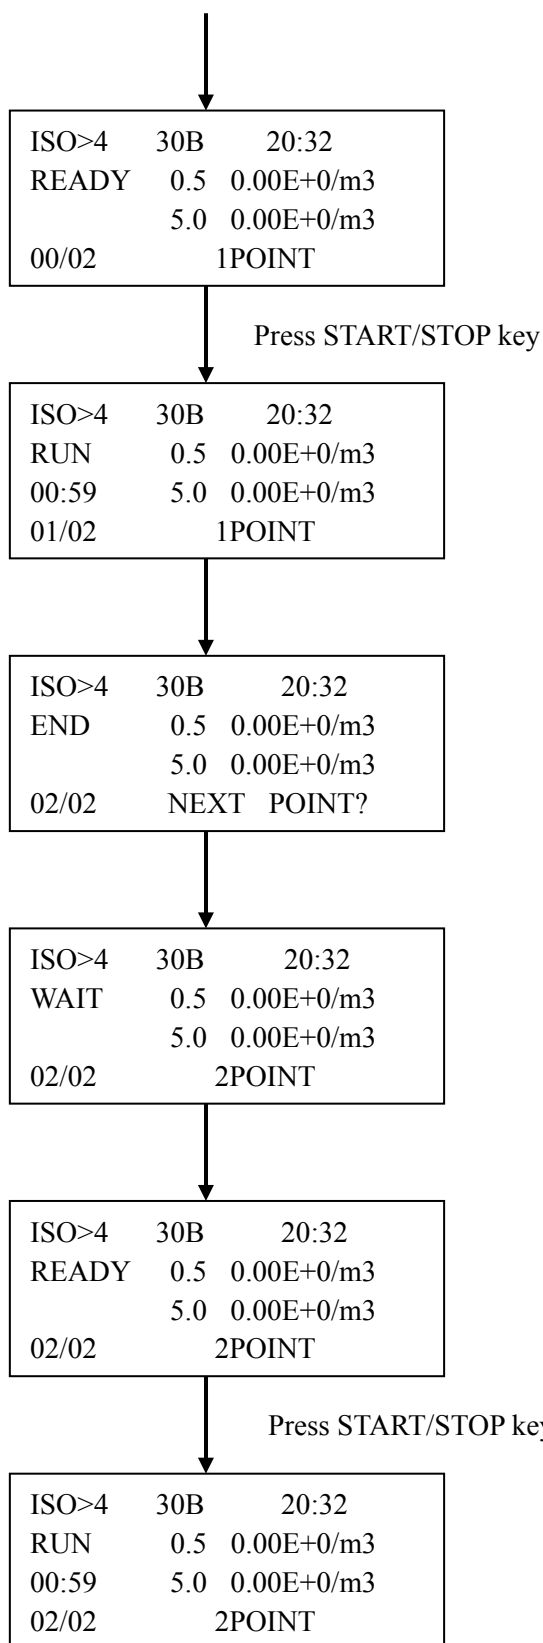 ISO>4 30B 20:32
READY 0.5 0.00E+0/m3
5.0 0.00E+0/m3
00/02 1POINT
Press START/STOP key
ISO>4 30B 20:32
RUN 0.5 0.00E+0/m3
00:59 5.0 0.00E+0/m3
01/02 1POINT
ISO>4 30B 20:32
END 0.5 0.00E+0/m3
5.0 0.00E+0/m3
02/02 NEXT POINT?
ISO>4 30B 20:32
WAIT 0.5 0.00E+0/m3
5.0 0.00E+0/m3
02/02 2POINT
ISO>4 30B 20:32
READY 0.5 0.00E+0/m3
5.0 0.00E+0/m3
02/02 2POINT
Press START/STOP key
ISO>4 30B 20:32
RUN 0.5 0.00E+0/m3
00:59 5.0 0.00E+0/m3
02/02 2POINT